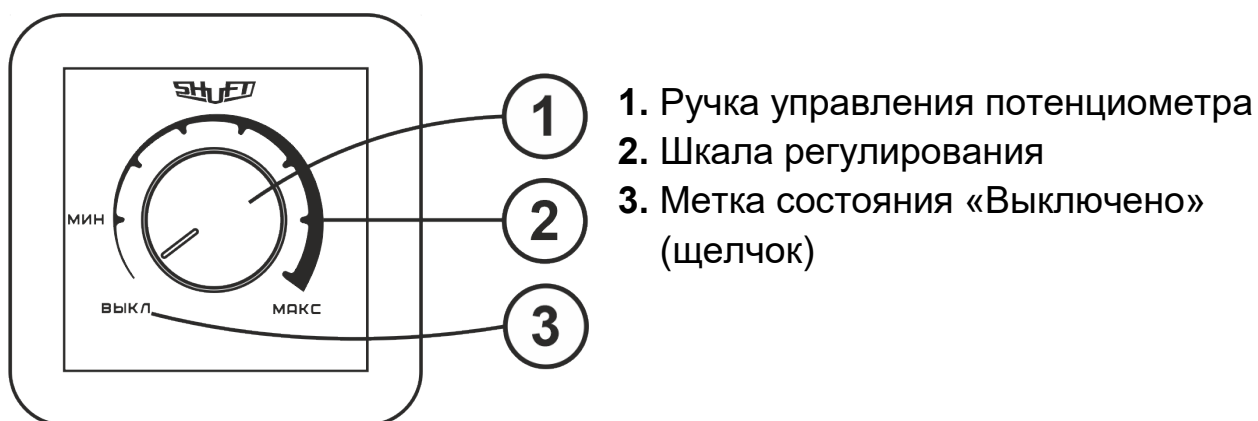 SHUFT
МИН
ВЫКЛ
МАКС
1
2
3
1. Ручка управления потенциометра
2. Шкала регулирования
3. Метка состояния «Выключено»
(щелчок)